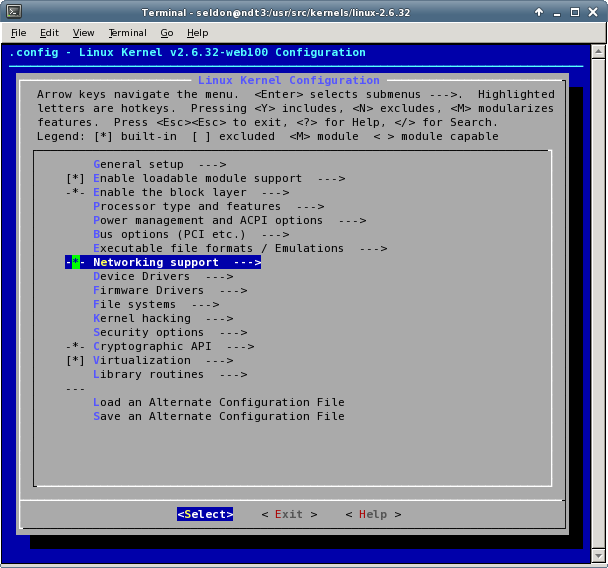 Terminal - seldon@ndt3:/usr/src/kernels/linux-2.6.32
File Edit View Terminal Go Help
.config - Linux Kernel v2.6.32-web100 Configuration
Linux Kernel Configuration
Arrow keys navigate the menu.  <Enter> selects submenus --->.  Highlighted
letters are hotkeys.  Pressing <Y> includes, <N> excludes, <M> modularizes
features.  Press <Esc><Esc> to exit, <?> for Help, </> for Search.
Legend: [*] built-in  [ ] excluded  <M> module  < > module capable
General setup  --->
[*] Enable loadable module support  --->
-*- Enable the block layer  --->
Processor type and features  --->
Power management and ACPI options  --->
Bus options (PCI etc.)  --->
Executable file formats / Emulations  --->
-*- Networking support  --->
Device Drivers  --->
Firmware Drivers  --->
File systems  --->
Kernel hacking  --->
Security options  --->
-*- Cryptographic API  --->
[*] Virtualization  --->
Library routines  --->
---
Load an Alternate Configuration File
Save an Alternate Configuration File
<Select>    < Exit >    < Help >